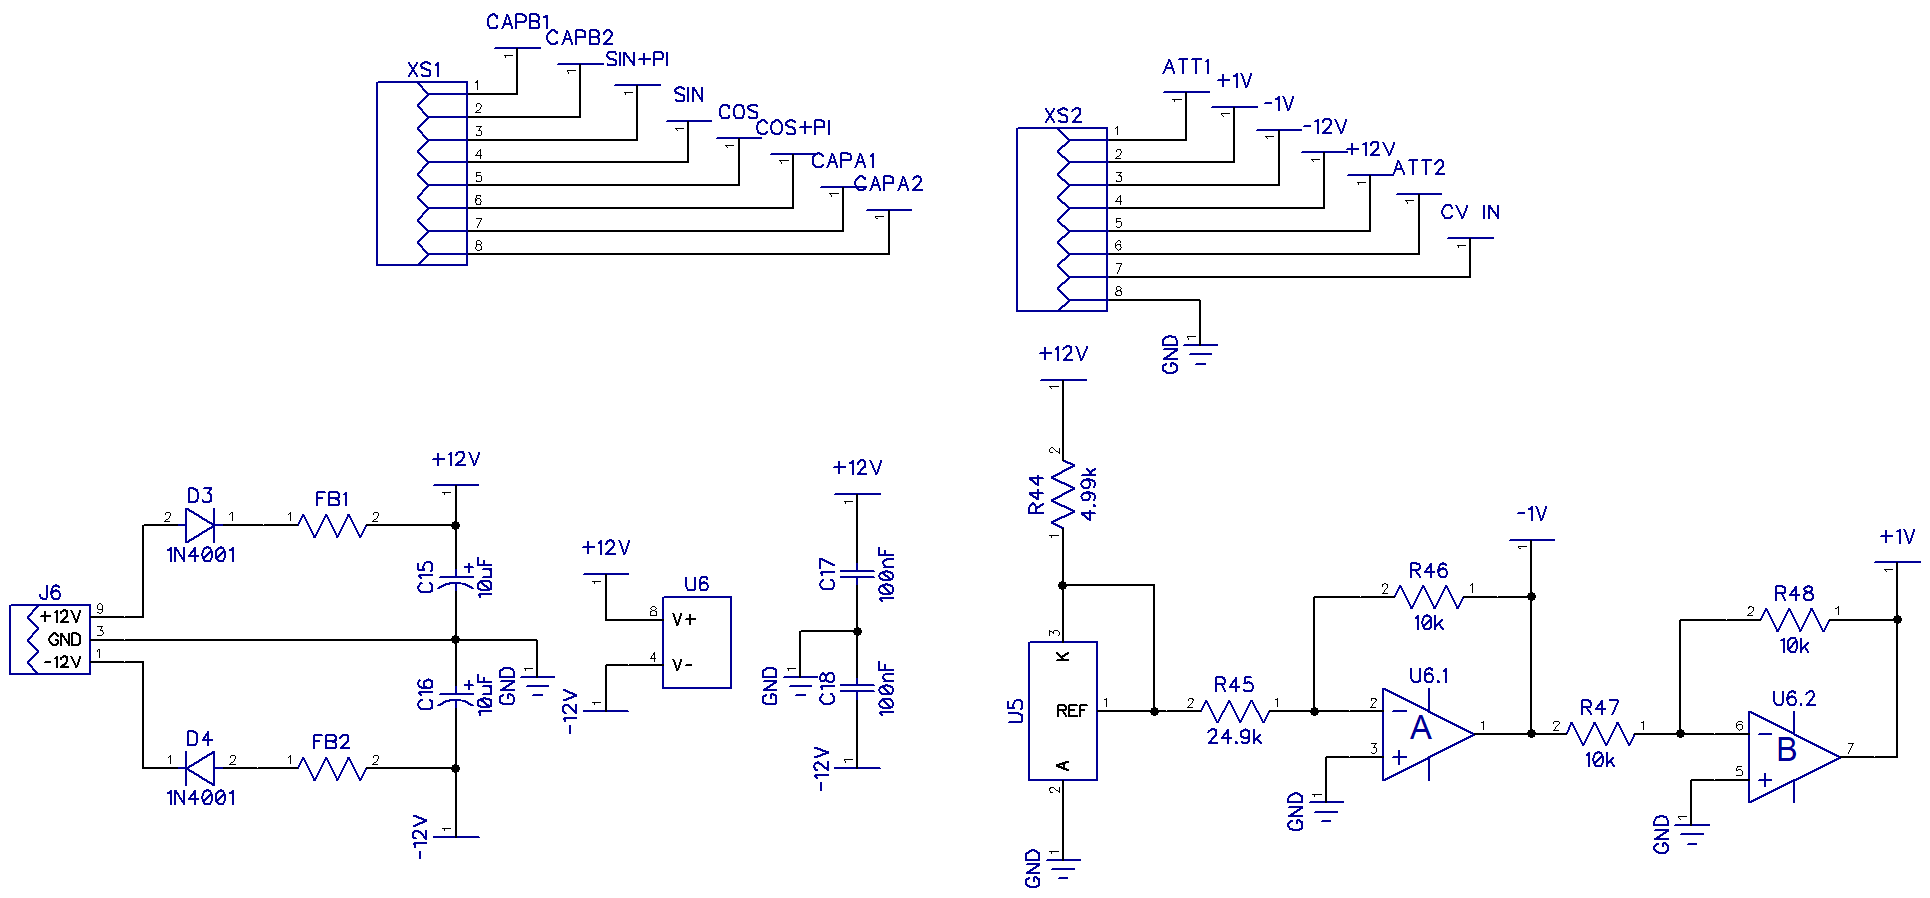 CAPB1
CAPB2
SIN+PI
SIN
COS
COS+PI
CAPA1
CAPA2
XS1
1
2
3
4
5
6
7
8
1
1
1
1
1
1
1
1
ATT1
+1V
-1V
-12V
+12V
ATT2
CV IN
XS2
1
2
3
4
5
6
7
8
1
1
1
1
1
1
1
GND
1
J6
+12V
GND
-12V
9
3
1
D3
2
1
1N4001
FB1
1
2
+12V
1
C15
+
10uF
C16
+
10uF
GND
1
D4
1
2
1N4001
FB2
1
2
-12V
1
+12V
1
U6
8
V+
4
V-
-12V
1
+12V
1
C17
100nF
GND
1
C18
100nF
-12V
1
+12V
1
2
R44
4.99k
1
3
K
U5
REF
1
A
2
GND
1
2
R45
1
24.9k
2
R46
1
10k
-1V
1
U6.1
2
-
A
3
+
1
GND
1
2
R47
1
10k
2
R48
1
10k
+1V
1
U6.2
6
-
B
5
+
7
GND
1